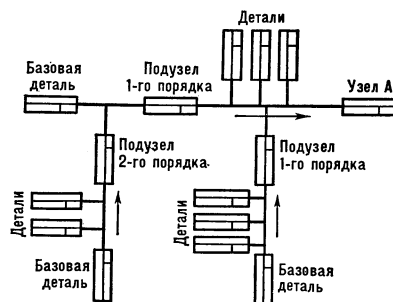 Детали
Базовая
деталь
Подузел
1-го порядка
Узел А
Подузел
2-го порядка
Подузел
1-го порядка
Детали
Детали
Базовая
деталь
Базовая
деталь